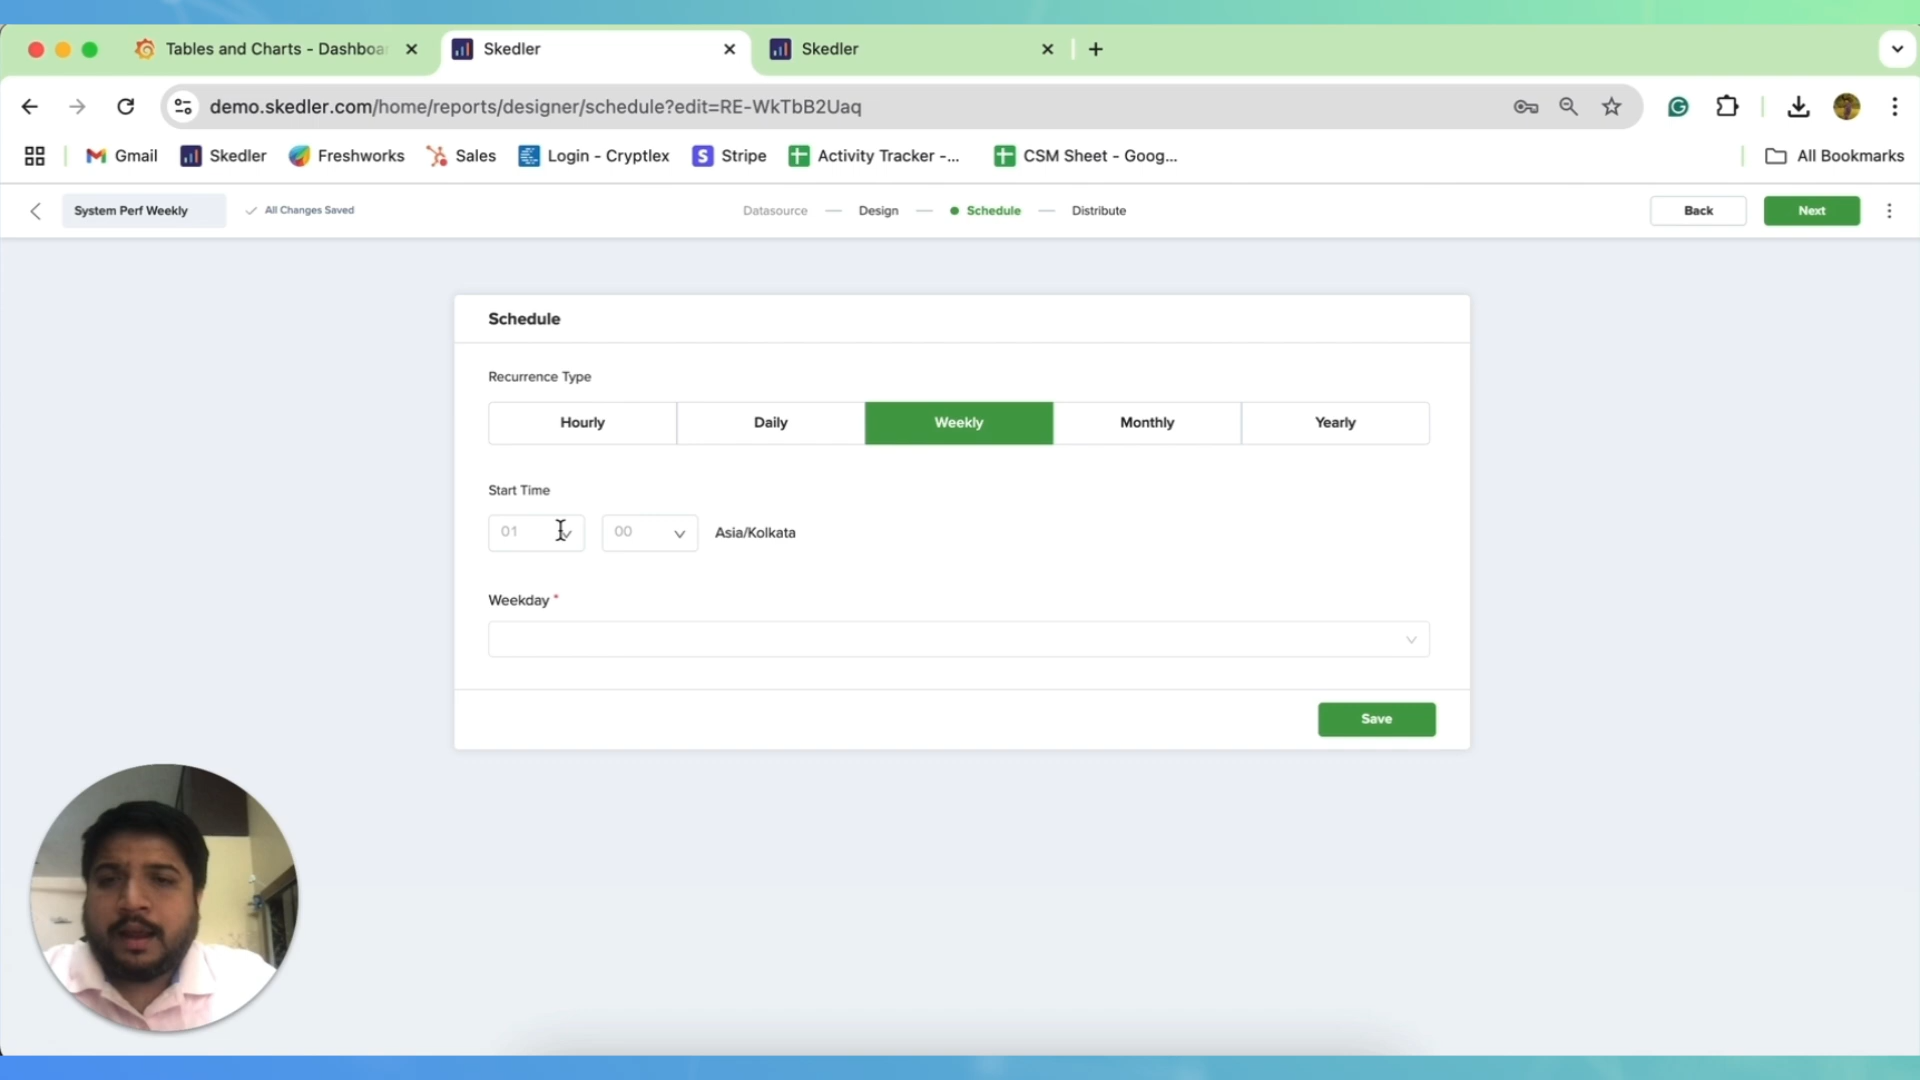 Tables and Charts - Dashboa
Skedler
Skedler
demo.skedler.com/home/reports/designer/schedule?edit=RE-WkTbB2Uaq
Gmail
Skedler
Freshworks
Sales
Login - Cryptlex
Stripe
Activity Tracker -...
CSM Sheet - Goog...
All Bookmarks
System Perf Weekly
All Changes Saved
Datasource
Design
Schedule
Distribute
Back
Next
Schedule
Recurrence Type
Hourly
Daily
Weekly
Monthly
Yearly
Start Time
01
00
Asia/Kolkata
Weekday *
Save